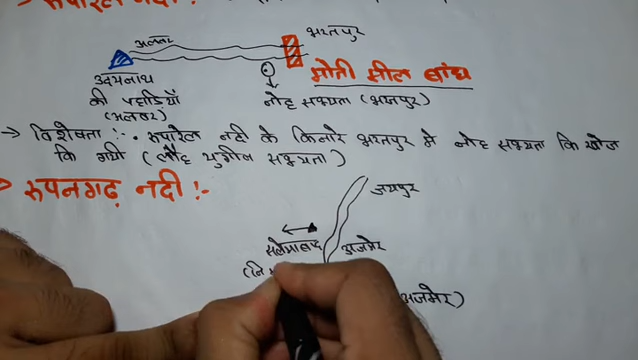 रूपारेल नदी :-
अलवर
भरतपुर
मोती झील बांध
उदयनाथ
की पहाडियाँ
(अलवर)
नोह सभ्यता (भरतपुर)
→ विशेषता :- • रूपारेल नदी के किनारे भरतपुर मे नोह सभ्यता कि खोज
कि गयी (लौह युगीन सभ्यता)
रूपनगढ़ नदी :-
जयपुर
सलेमाबाद
अजमेर
(नि
अजमेर)